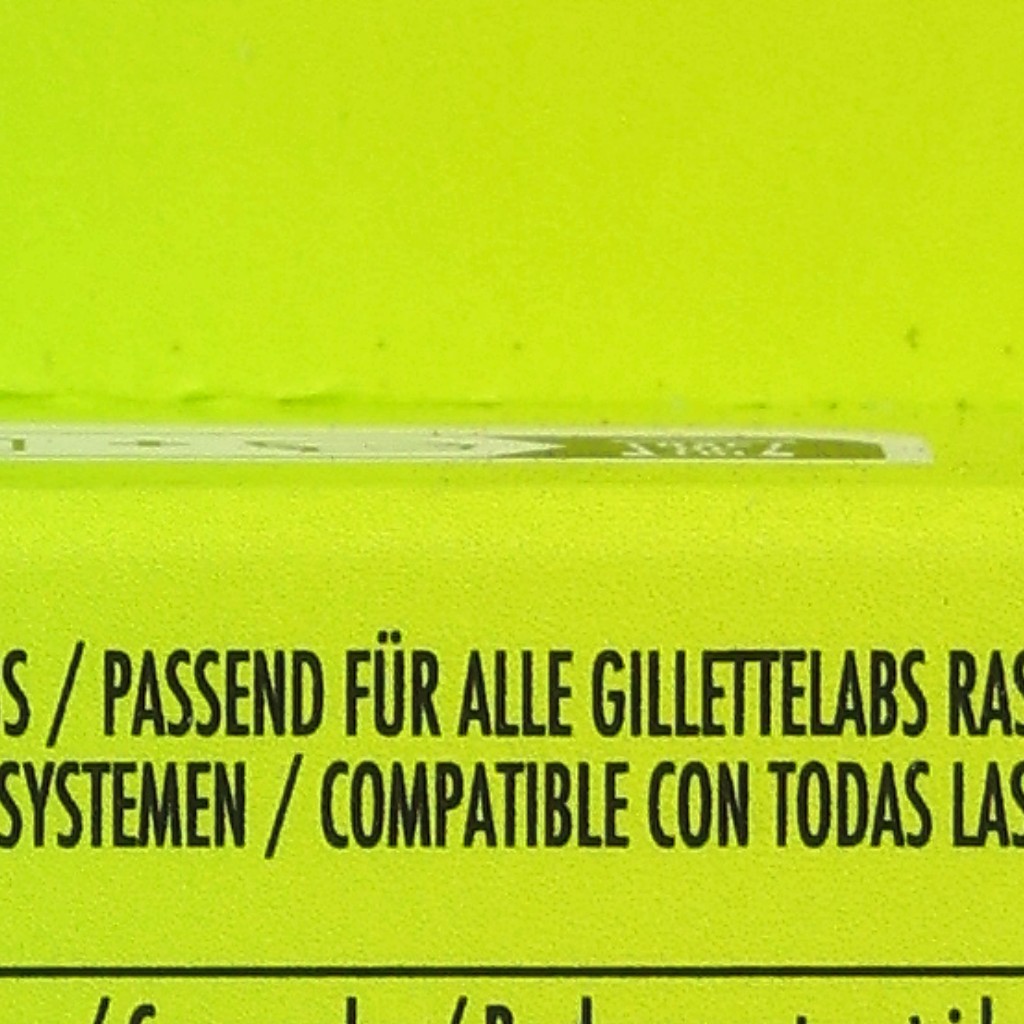 S / PASSEND FÜR ALLE GILLETTELABS RAS
SYSTEMEN / COMPATIBLE CON TODAS LAS